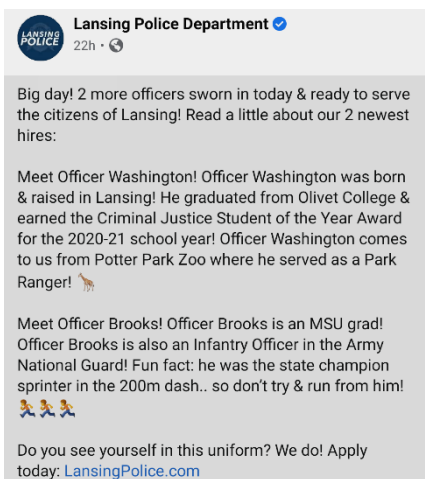 LANSING
POLICE
Lansing Police Department
22h ·
Big day! 2 more officers sworn in today & ready to serve
the citizens of Lansing! Read a little about our 2 newest
hires:
Meet Officer Washington! Officer Washington was born
& raised in Lansing! He graduated from Olivet College &
earned the Criminal Justice Student of the Year Award
for the 2020-21 school year! Officer Washington comes
to us from Potter Park Zoo where he served as a Park
Ranger! 🦒
Meet Officer Brooks! Officer Brooks is an MSU grad!
Officer Brooks is also an Infantry Officer in the Army
National Guard! Fun fact: he was the state champion
sprinter in the 200m dash.. so don't try & run from him!
🏃🏃🏃
Do you see yourself in this uniform? We do! Apply
today: LansingPolice.com